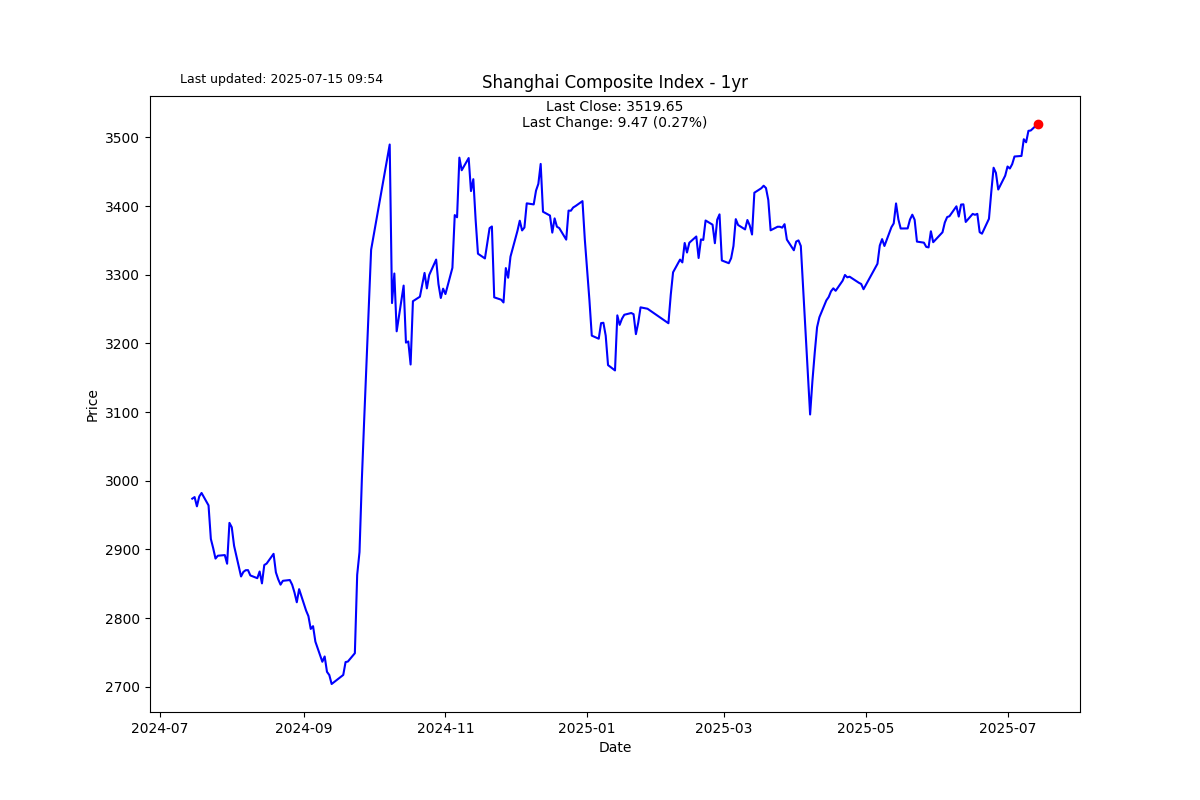 Last updated: 2025-07-15 09:54
Shanghai Composite Index - 1yr
Last Close: 3519.65
Last Change: 9.47 (0.27%)
3500
3400
3300
3200
3100
3000
2900
2800
2700
Price
2024-07
2024-09
2024-11
2025-01
2025-03
2025-05
2025-07
Date